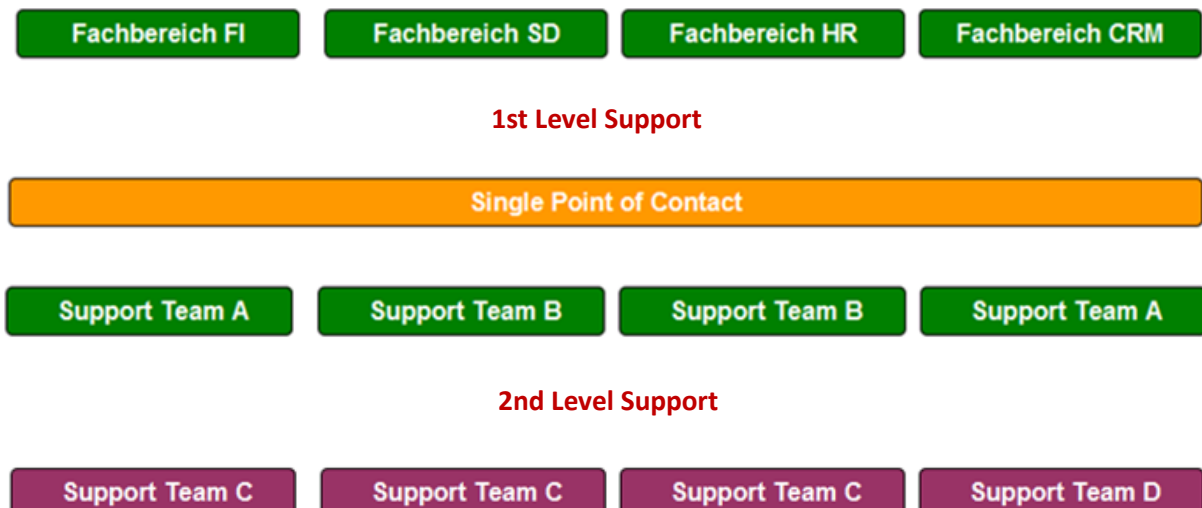 Fachbereich FI Fachbereich SD Fachbereich HR Fachbereich CRM
1st Level Support
Single Point of Contact
Support Team A Support Team B Support Team B Support Team A
2nd Level Support
Support Team C Support Team C Support Team C Support Team D